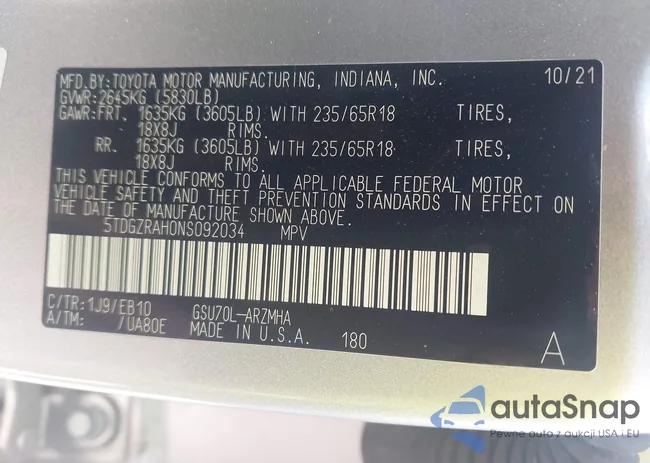 MFD.BY:TOYOTA MOTOR MANUFACTURING, INDIANA, INC. 10/21
GVWR:2645KG (5830LB)
GAWR:FRT. 1635KG (3605LB) WITH 235/65R18 TIRES,
18X8J RIMS.
RR. 1635KG (3605LB) WITH 235/65R18 TIRES,
18X8J RIMS.
THIS VEHICLE CONFORMS TO ALL APPLICABLE FEDERAL MOTOR
VEHICLE SAFETY AND THEFT PREVENTION STANDARDS IN EFFECT ON
THE DATE OF MANUFACTURE SHOWN ABOVE.
5TDGZRAH0NS092034 MPV
C/TR:1J9/EB10 GSU70L-ARZMHA
A/TM: /UA80E MADE IN U.S.A. 180 A
autaSnap
Pewne auto z aukcji USA i EU